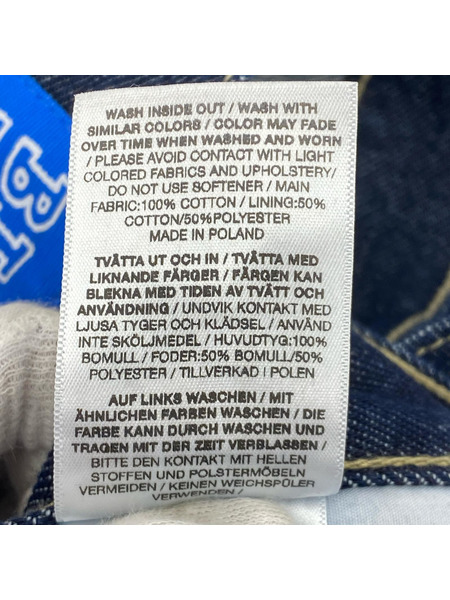 WASH INSIDE OUT / WASH WITH
SIMILAR COLORS / COLOR MAY FADE
OVER TIME WHEN WASHED AND WORN
/ PLEASE AVOID CONTACT WITH LIGHT
COLORED FABRICS AND UPHOLSTERY/
DO NOT USE SOFTENER / MAIN
FABRIC:100% COTTON / LINING:50%
COTTON/50%POLYESTER
MADE IN POLAND
TVÄTTA UT OCH IN / TVÄTTA MED
LIKNANDE FÄRGER / FÄRGEN KAN
BLEKNA MED TIDEN AV TVÄTT OCH
ANVÄNDNING / UNDVIK KONTAKT MED
LJUSA TYGER OCH KLÄDSEL / ANVÄND
INTE SKÖLJMEDEL / HUVUDTYG:100%
BOMULL / FODER:50% BOMULL/50%
POLYESTER / TILLVERKAD I POLEN
AUF LINKS WASCHEN / MIT
ÄHNLICHEN FARBEN WASCHEN / DIE
FARBE KANN DURCH WASCHEN UND
TRAGEN MIT DER ZEIT VERBLASSEN /
BITTE DEN KONTAKT MIT HELLEN
STOFFEN UND POLSTERMÖBELN
VERMEIDEN / KEINEN WEICHSPÜLER
VERWENDEN /